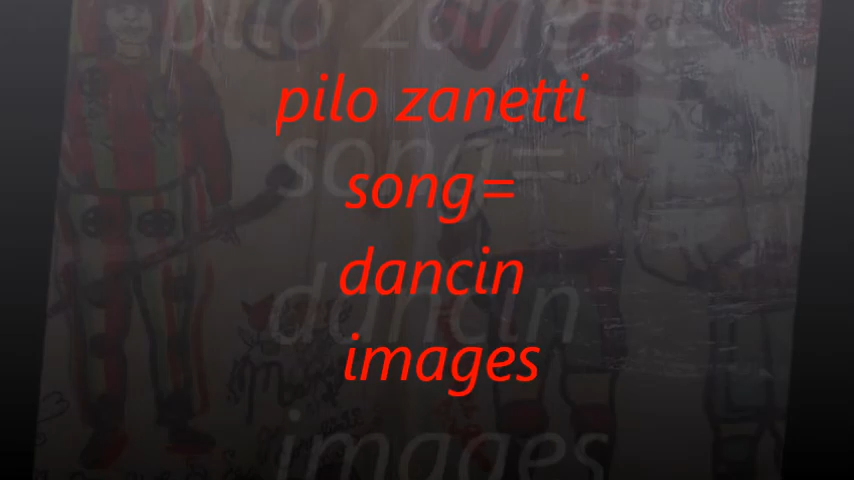 pilo zanetti
song=
dancin
images